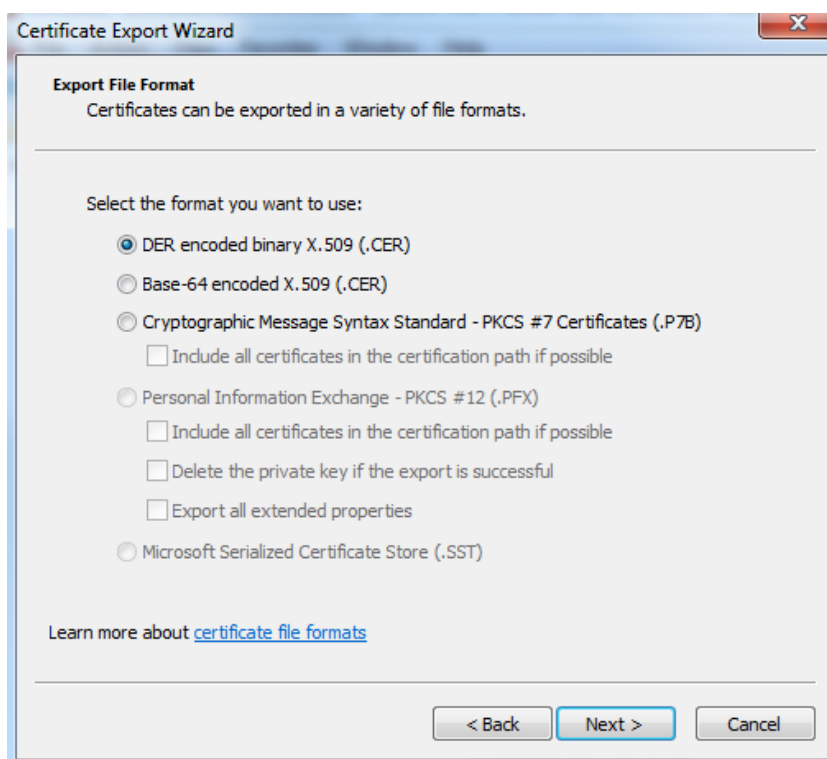 Certificate Export Wizard
Export File Format
Certificates can be exported in a variety of file formats.
Select the format you want to use:
DER encoded binary X.509 (.CER)
Base-64 encoded X.509 (.CER)
Cryptographic Message Syntax Standard - PKCS #7 Certificates (.P7B)
Include all certificates in the certification path if possible
Personal Information Exchange - PKCS #12 (.PFX)
Include all certificates in the certification path if possible
Delete the private key if the export is successful
Export all extended properties
Microsoft Serialized Certificate Store (.SST)
Learn more about certificate file formats
< Back Next > Cancel